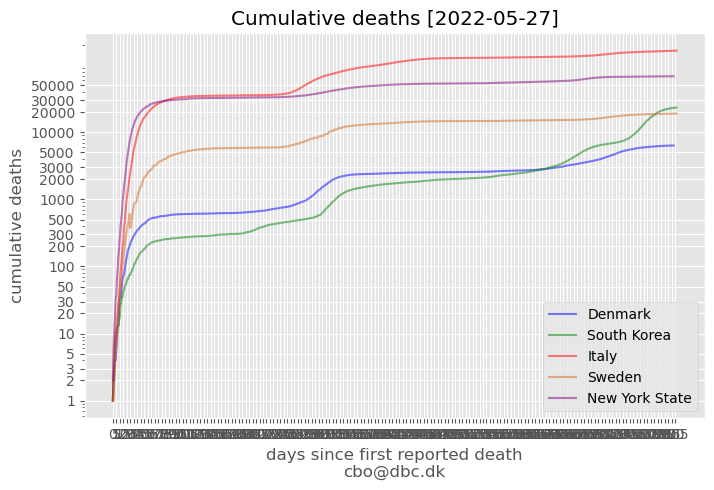 Cumulative deaths [2022-05-27]
cumulative deaths
50000
30000
20000
10000
5000
3000
2000
1000
500
300
200
100
50
30
20
10
5
3
2
1
Denmark
South Korea
Italy
Sweden
New York State
days since first reported death
cbo@dbc.dk